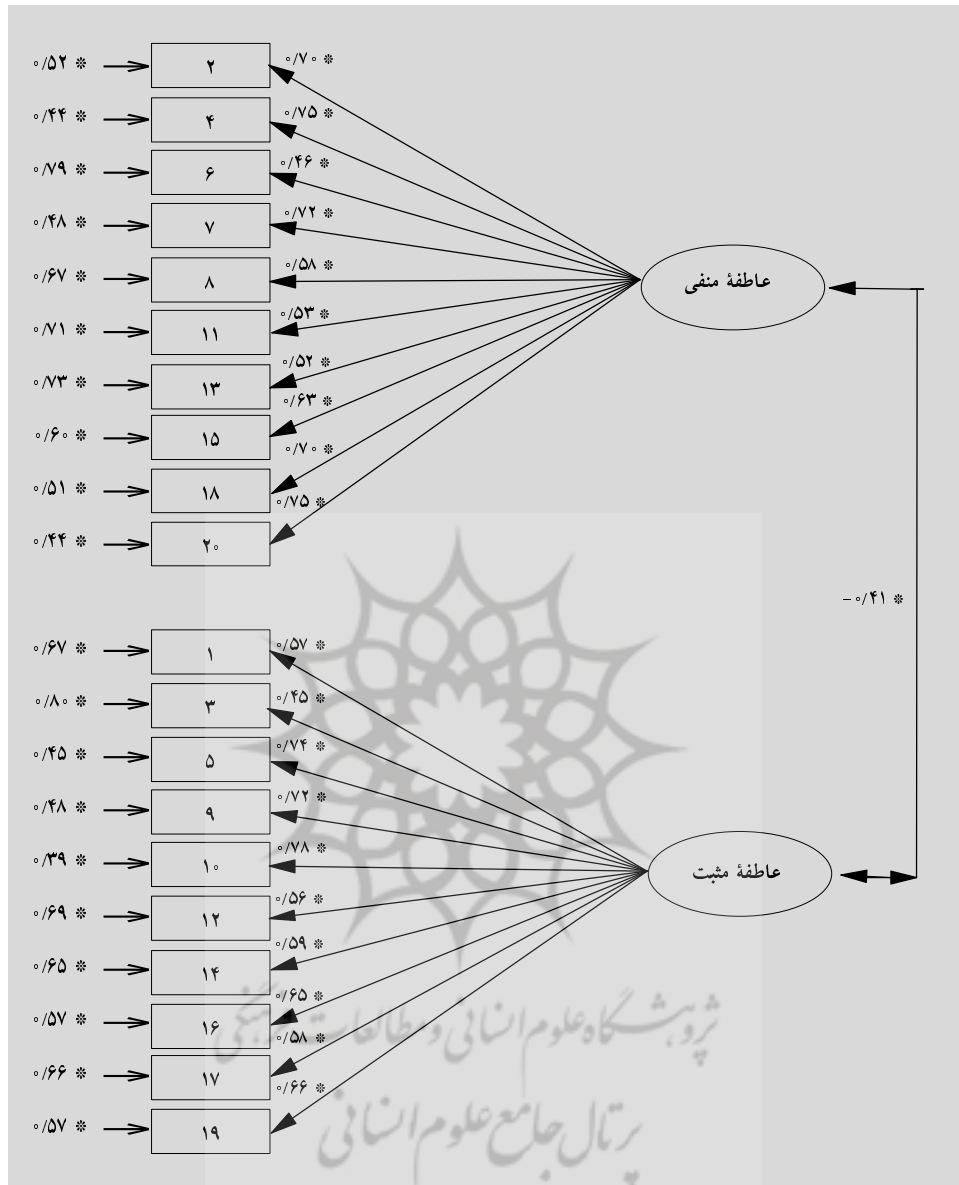 ۰/۵۲ * ۲ ۰/۷۰ *
۰/۴۴ * ۴ ۰/۷۵ *
۰/۷۹ * ۶ ۰/۴۶ *
۰/۴۸ * ۷ ۰/۷۲ *
عاطفهٔ منفی
۰/۶۷ * ۸ ۰/۵۸ *
۰/۷۱ * ۱۱ ۰/۵۳ *
۰/۷۳ * ۱۳ ۰/۵۲ *
۰/۶۰ * ۱۵ ۰/۶۳ *
۰/۵۱ * ۱۸ ۰/۷۰ *
۰/۴۴ * ۲۰ ۰/۷۵ *
-۰/۴۱ *
۰/۶۷ * ۱ ۰/۵۷ *
۰/۸۰ * ۳ ۰/۴۵ *
۰/۴۵ * ۵ ۰/۷۴ *
۰/۴۸ * ۹ ۰/۷۲ *
۰/۳۹ * ۱۰ ۰/۷۸ *
عاطفهٔ مثبت
۰/۶۹ * ۱۲ ۰/۵۶ *
۰/۶۵ * ۱۴ ۰/۵۹ *
۰/۵۷ * ۱۶ ۰/۶۵ *
۰/۶۶ * ۱۷ ۰/۵۸ *
۰/۵۷ * ۱۹ ۰/۶۶ *
پژوهشگاه علوم انسانی و مطالعات فرهنگی
پرتال جامع علوم انسانی